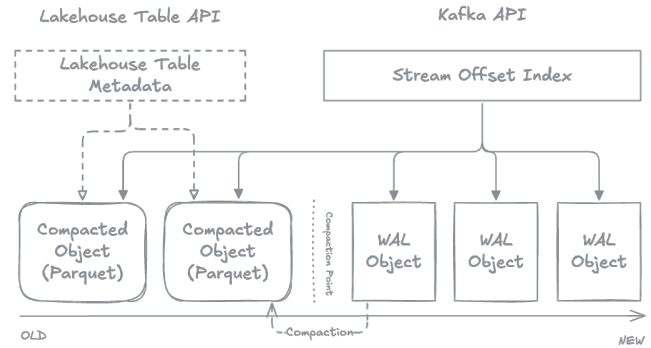 Lakehouse Table API
Kafka API
Lakehouse Table
Metadata
Stream Offset Index
Compacted
Object
(Parquet)
Compacted
Object
(Parquet)
Compaction Point
WAL
Object
WAL
Object
WAL
Object
Compaction
OLD
NEW